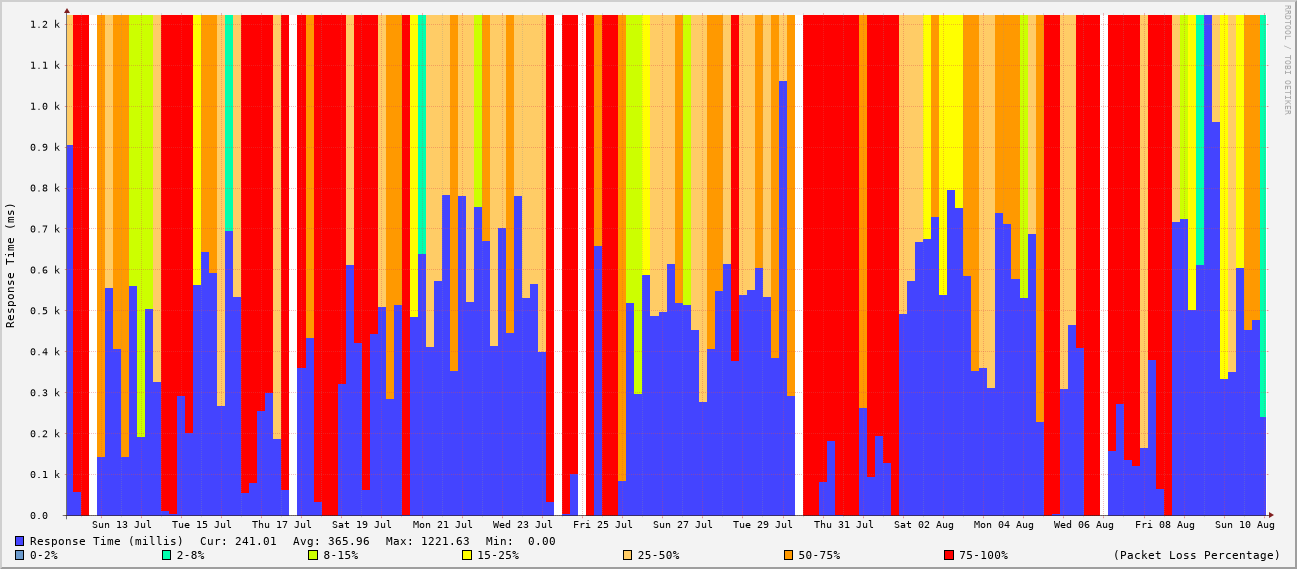 RRDTOOL / TOBI OETIKER
Response Time (ms)
1.2 k
1.1 k
1.0 k
0.9 k
0.8 k
0.7 k
0.6 k
0.5 k
0.4 k
0.3 k
0.2 k
0.1 k
0.0
Sun 13 Jul Tue 15 Jul Thu 17 Jul Sat 19 Jul Mon 21 Jul Wed 23 Jul Fri 25 Jul Sun 27 Jul Tue 29 Jul Thu 31 Jul Sat 02 Aug Mon 04 Aug Wed 06 Aug Fri 08 Aug Sun 10 Aug
Response Time (millis) Cur: 241.01 Avg: 365.96 Max: 1221.63 Min: 0.00
0-2% 2-8% 8-15% 15-25% 25-50% 50-75% 75-100% (Packet Loss Percentage)